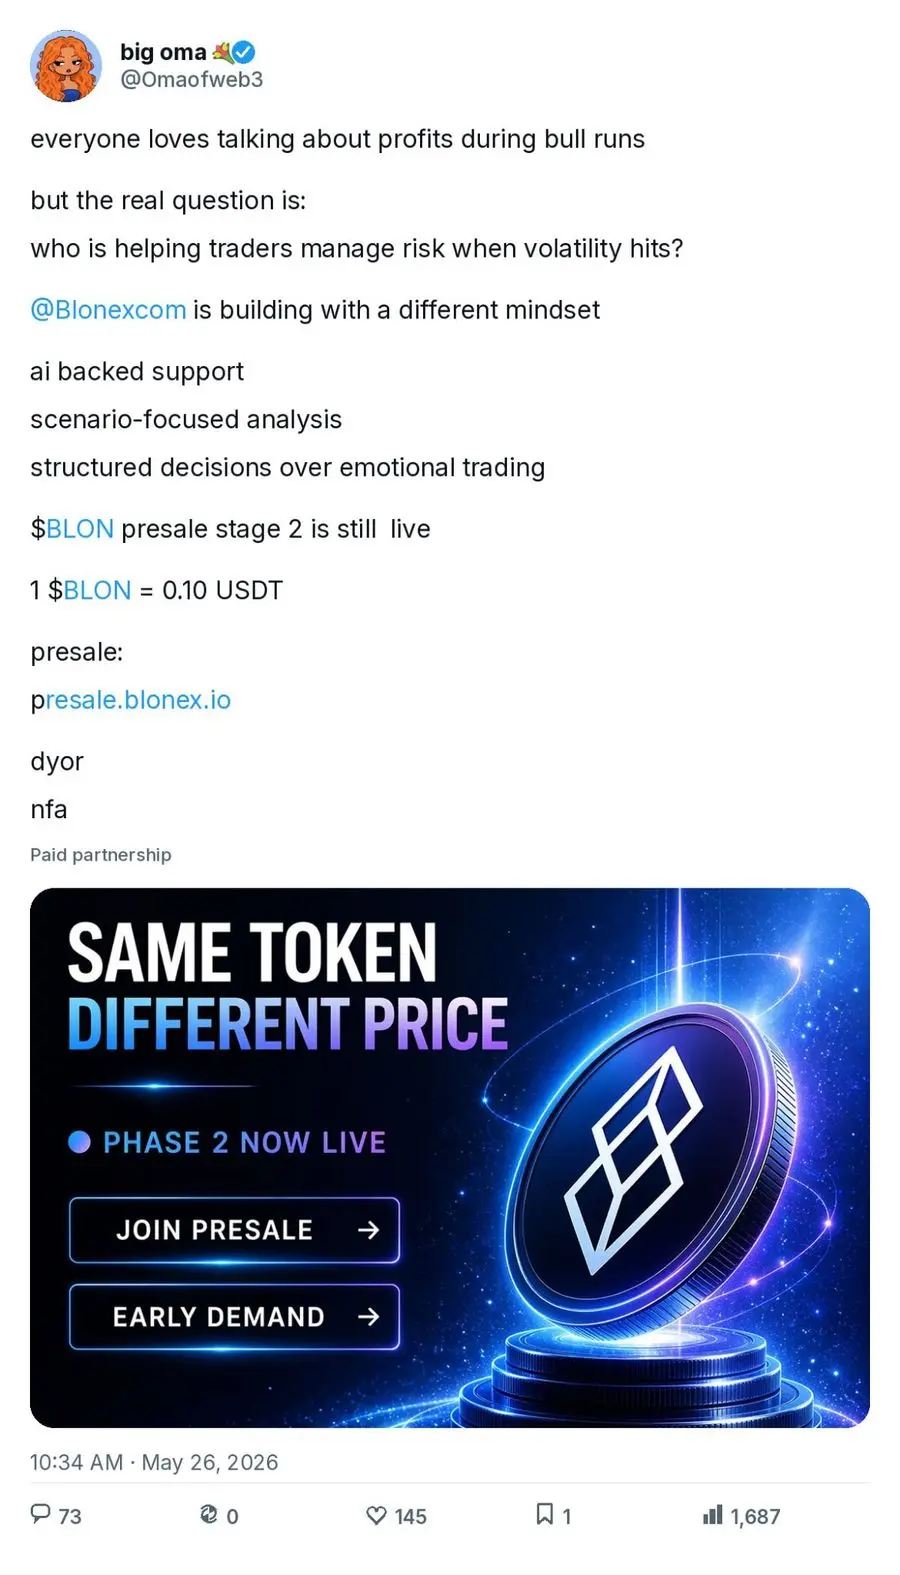 big oma
@Omaofweb3
everyone loves talking about profits during bull runs
but the real question is:
who is helping traders manage risk when volatility hits?
@Blonexcom is building with a different mindset
ai backed support
scenario-focused analysis
structured decisions over emotional trading
$BLON presale stage 2 is still  live
1 $BLON = 0.10 USDT
presale:
presale.blonex.io
dyor
nfa
Paid partnership
SAME TOKEN
DIFFERENT PRICE
PHASE 2 NOW LIVE
JOIN PRESALE →
EARLY DEMAND →
10:34 AM · May 26, 2026
73 0 145 1 1,687